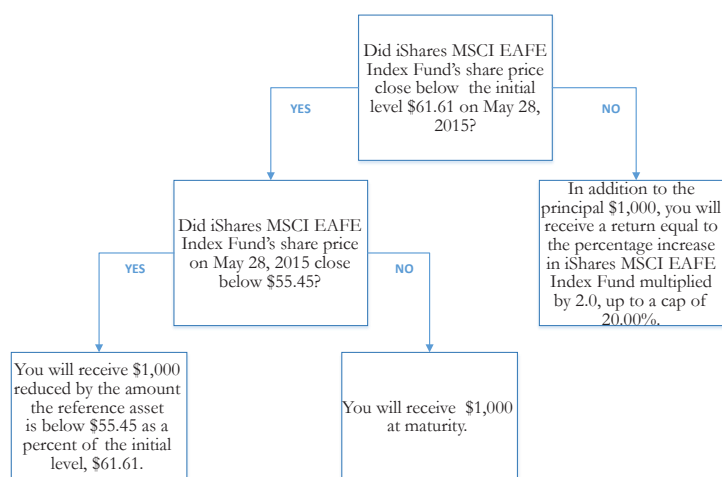 Did iShares MSCI EAFE
Index Fund's share price
close below the initial
level $61.61 on May 28,
2015?
YES
NO
Did iShares MSCI EAFE
Index Fund's share price
on May 28, 2015 close
below $55.45?
In addition to the
principal $1,000, you will
receive a return equal to
the percentage increase
in iShares MSCI EAFE
Index Fund multiplied
by 2.0, up to a cap of
20.00%.
YES
NO
You will receive $1,000
reduced by the amount
the reference asset
is below $55.45 as a
percent of the initial
level, $61.61.
You will receive $1,000
at maturity.